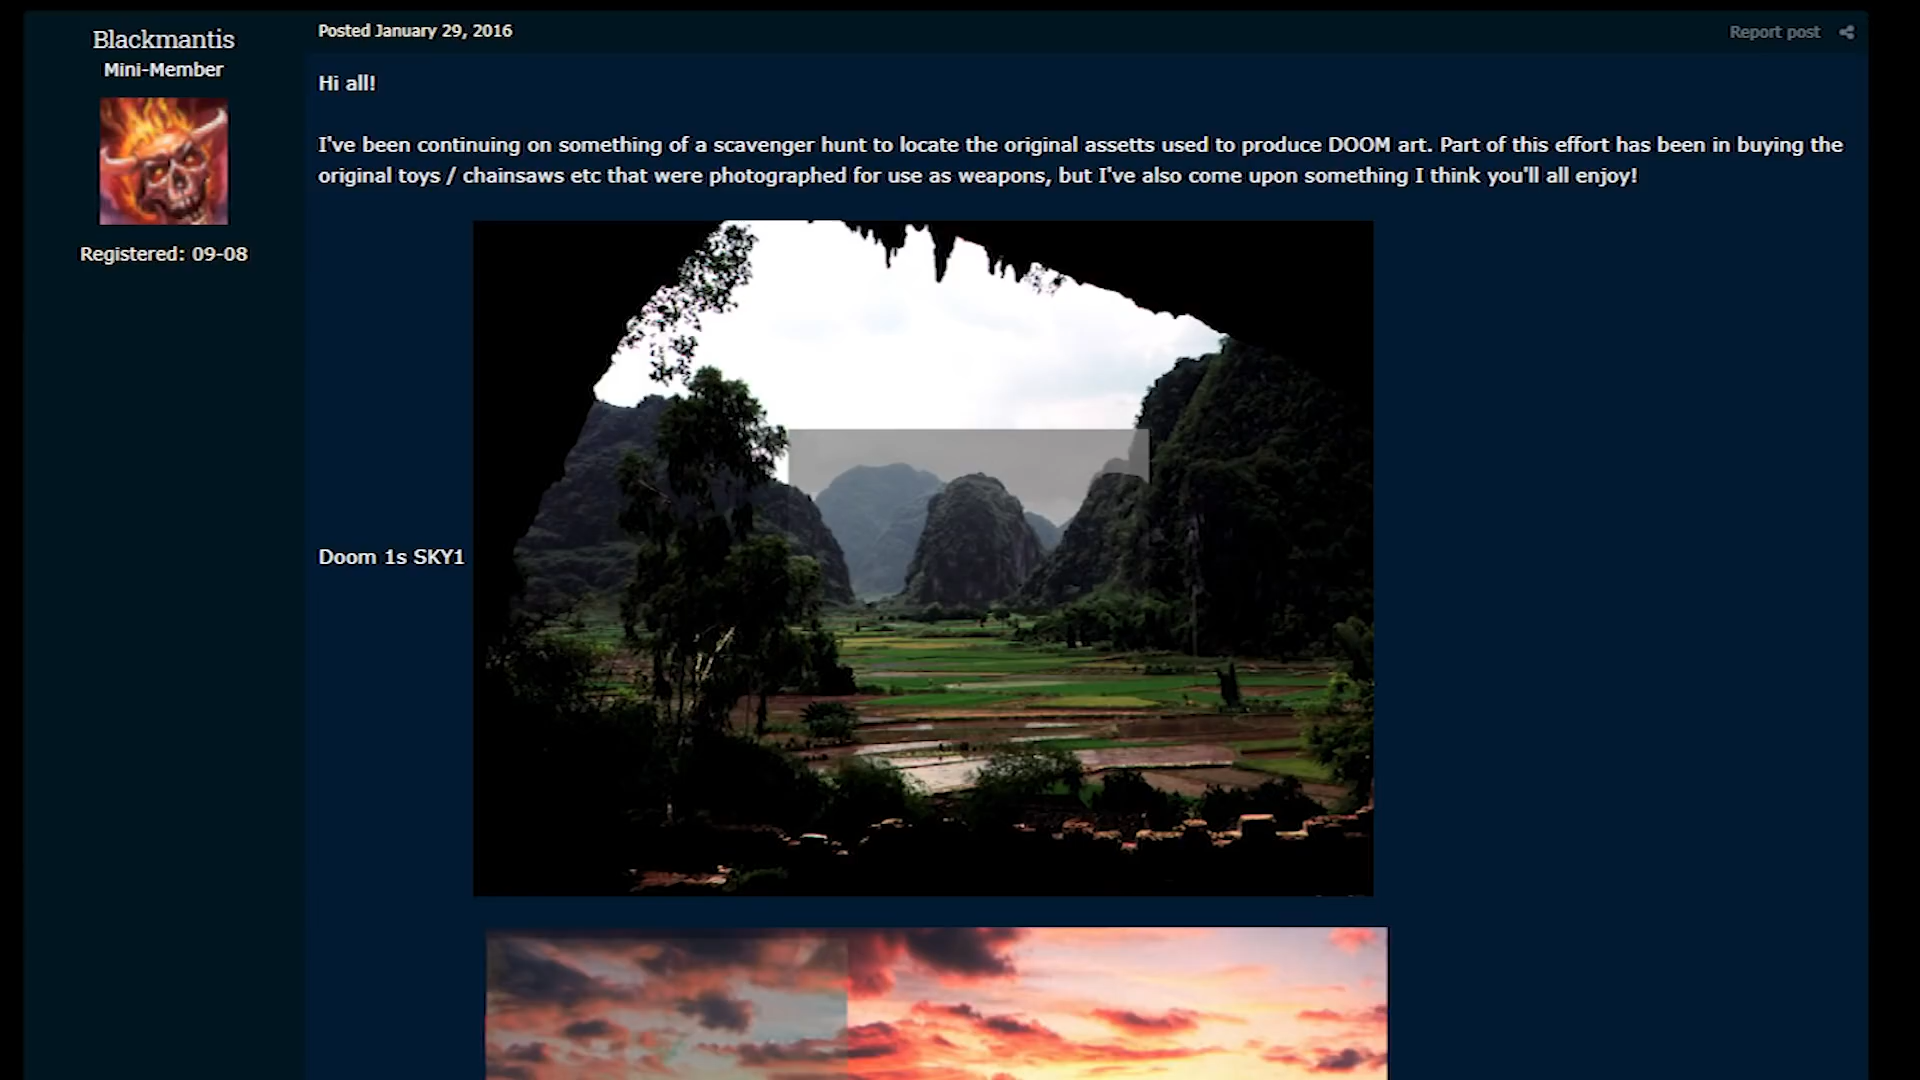 Blackmantis
Mini-Member
Registered: 09-08
Posted January 29, 2016
Report post
Hi all!
I've been continuing on something of a scavenger hunt to locate the original assetts used to produce DOOM art. Part of this effort has been in buying the
original toys / chainsaws etc that were photographed for use as weapons, but I've also come upon something I think you'll all enjoy!
Doom 1s SKY1